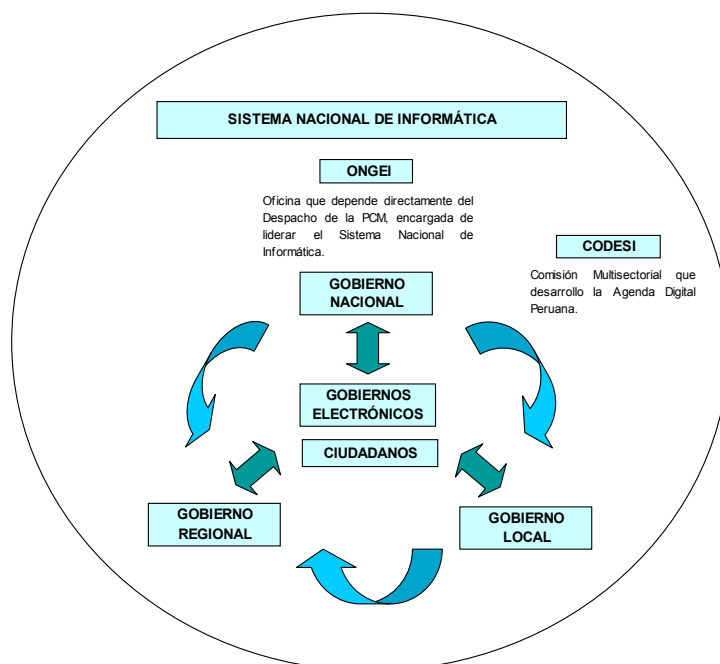 SISTEMA NACIONAL DE INFORMÁTICA
ONGEI
Oficina que depende directamente del
Despacho de la PCM, encargada de
liderar el Sistema Nacional de
Informática.
CODESI
Comisión Multisectorial que
desarrollo la Agenda Digital
Peruana.
GOBIERNO
NACIONAL
GOBIERNOS
ELECTRÓNICOS
CIUDADANOS
GOBIERNO
REGIONAL
GOBIERNO
LOCAL